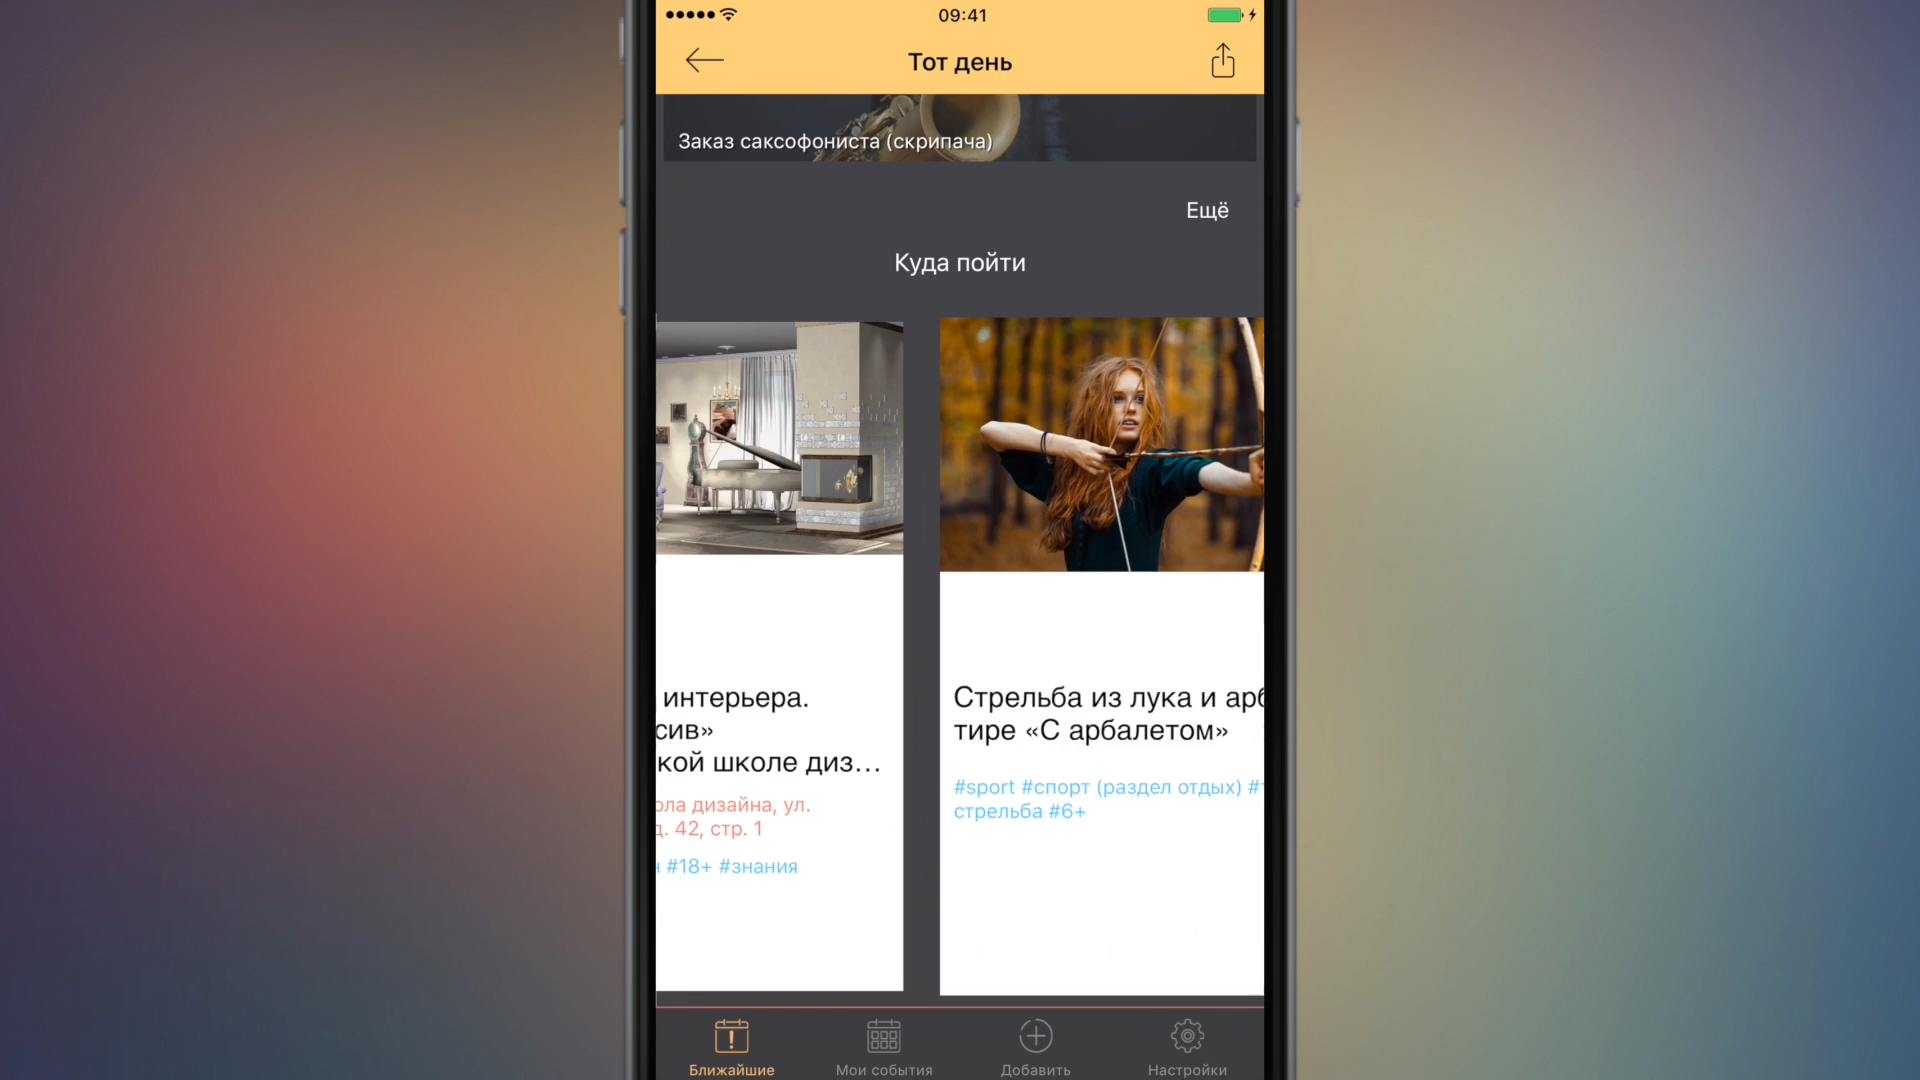 09:41
Тот день
Заказ саксофониста (скрипача)
Ещё
Куда пойти
интерьера.
сив»
кой школе диз...
ола дизайна, ул.
д. 42, стр. 1
#18+ #знания
Стрельба из лука и арб
тире «С арбалетом»
#sport #спорт (раздел отдых) #
стрельба #6+
Ближайшие
Мои события
Добавить
Настройки